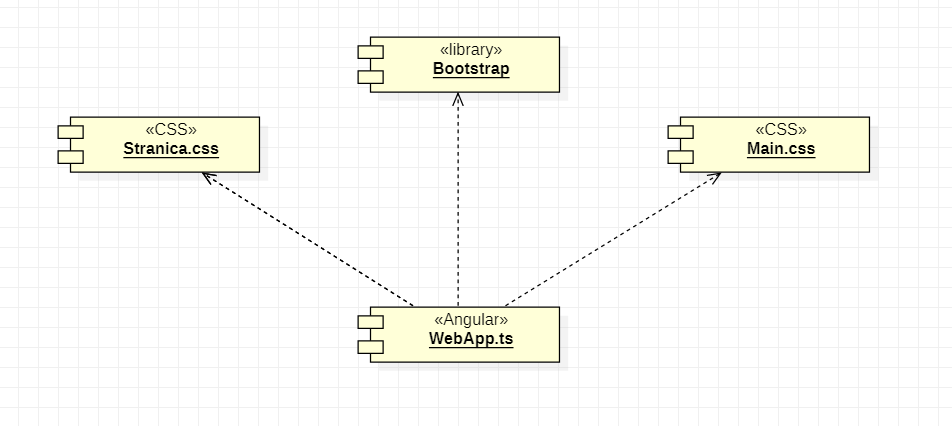 «library»
Bootstrap
«CSS»
Stranica.css
«CSS»
Main.css
«Angular»
WebApp.ts